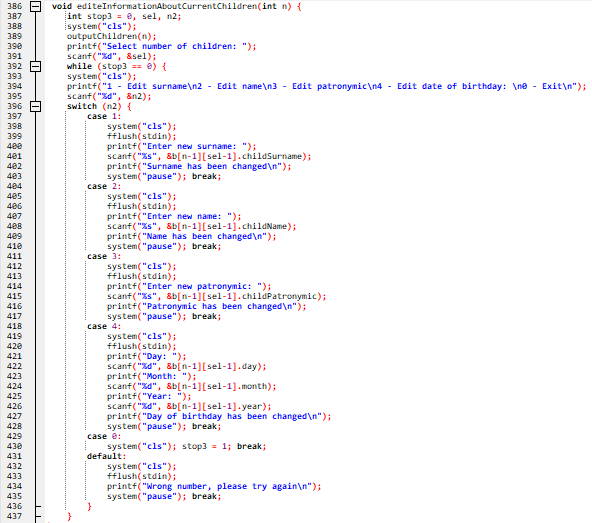 386 void editeInformationAboutCurrentChildren(int n) {
387 int stop3 = 0, sel, n2;
388 system("cls");
389 outputChildren(n);
390 printf("Select number of children: ");
391 scanf("%d", &sel);
392 while (stop3 == 0) {
393 system("cls");
394 printf("1 - Edit surname\n2 - Edit name\n3 - Edit patronymic\n4 - Edit date of birthday: \n0 - Exit\n");
395 scanf("%d", &n2);
396 switch (n2) {
397 case 1:
398 system("cls");
399 fflush(stdin);
400 printf("Enter new surname: ");
401 scanf("%s", &b[n-1][sel-1].childSurname);
402 printf("Surname has been changed\n");
403 system("pause"); break;
404 case 2:
405 system("cls");
406 fflush(stdin);
407 printf("Enter new name: ");
408 scanf("%s", &b[n-1][sel-1].childName);
409 printf("Name has been changed\n");
410 system("pause"); break;
411 case 3:
412 system("cls");
413 fflush(stdin);
414 printf("Enter new patronymic: ");
415 scanf("%s", &b[n-1][sel-1].childPatronymic);
416 printf("Patronymic has been changed\n");
417 system("pause"); break;
418 case 4:
419 system("cls");
420 fflush(stdin);
421 printf("Day: ");
422 scanf("%d", &b[n-1][sel-1].day);
423 printf("Month: ");
424 scanf("%d", &b[n-1][sel-1].month);
425 printf("Year: ");
426 scanf("%d", &b[n-1][sel-1].year);
427 printf("Day of birthday has been changed\n");
428 system("pause"); break;
429 case 0:
430 system("cls"); stop3 = 1; break;
431 default:
432 system("cls");
433 fflush(stdin);
434 printf("Wrong number, please try again\n");
435 system("pause"); break;
436 }
437 }